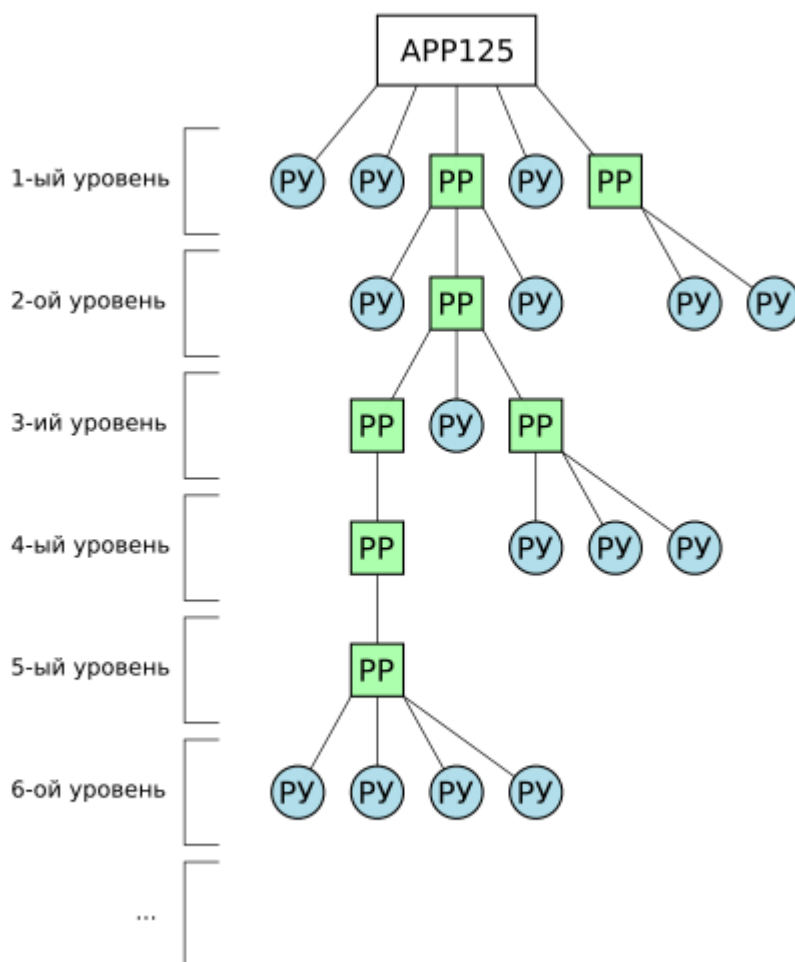 АРР125
1-ый уровень
РУ РУ РР РУ РР
2-ой уровень
РУ РР РУ РУ РУ
3-ий уровень
РР РУ РР
4-ый уровень
РР РУ РУ РУ
5-ый уровень
РР
6-ой уровень
РУ РУ РУ РУ
...